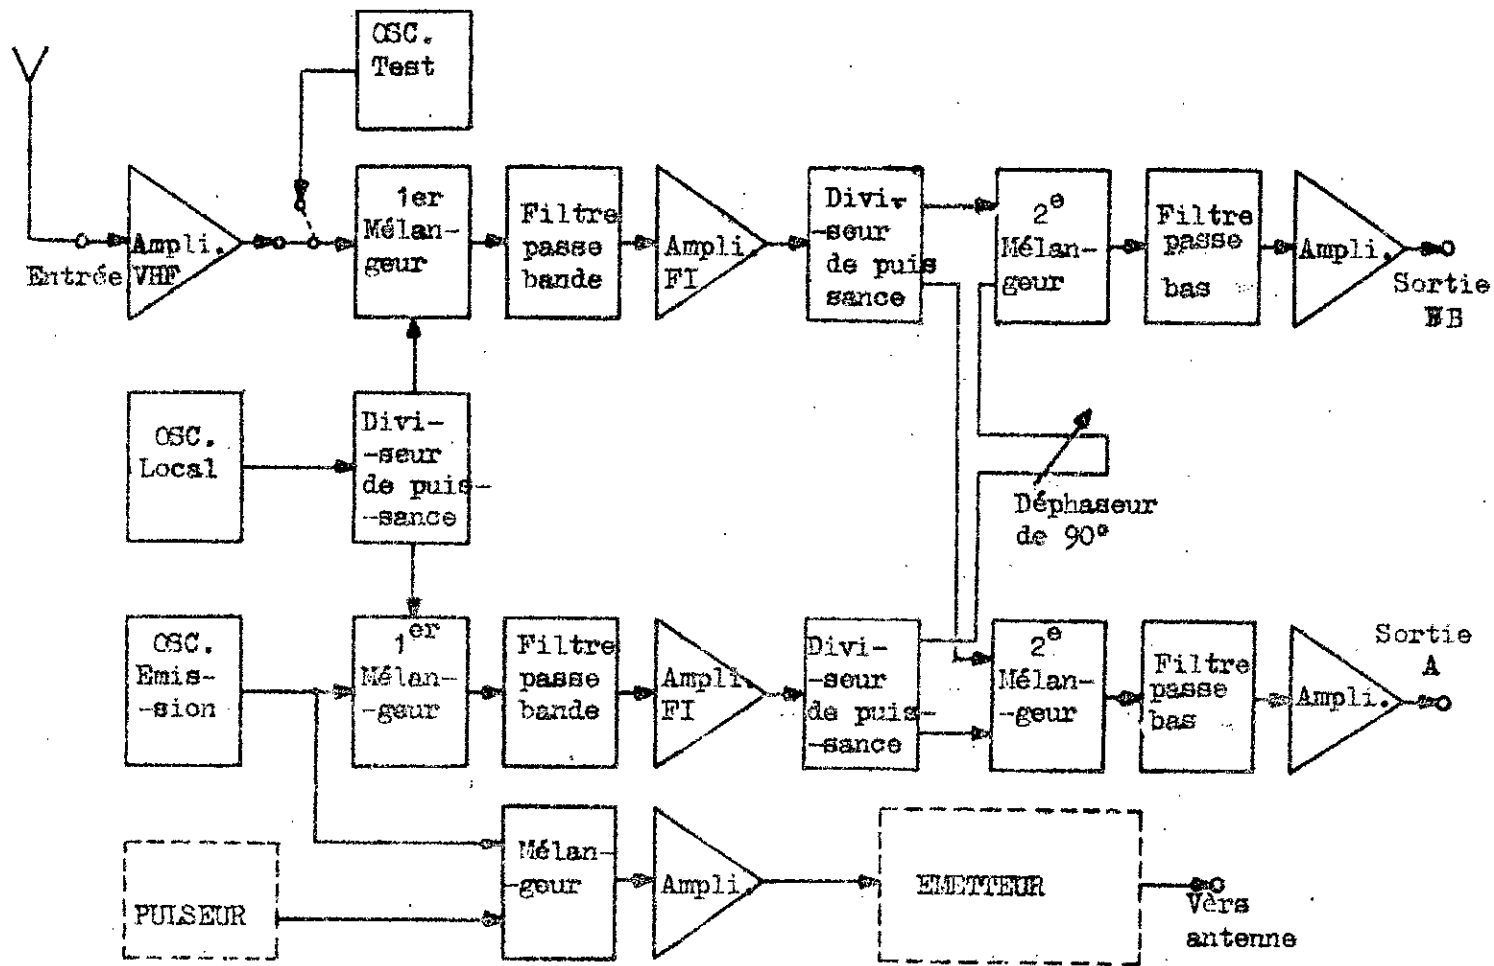 OSC.
Test
Entrée
Ampli.
VHF
1er
Mélan-
geur
Filtre
passe
bande
Ampli.
FI
Divi-
-seur
de puis
sance
2e
Mélan-
-geur
Filtre
passe
bas
Ampli.
Sortie
B
OSC.
Local
Divi-
-seur
de puis-
-sance
Déphaseur
de 90°
OSC.
Emis-
-sion
1er
Mélan-
-geur
Filtre
passe
bande
Ampli.
FI
Divi-
-seur
de puis-
-sance
2e
Mélan-
-geur
Filtre
passe
bas
Ampli.
Sortie
A
PULSEUR
Mélan-
-geur
Ampli.
EMETTEUR
Vers
antenne